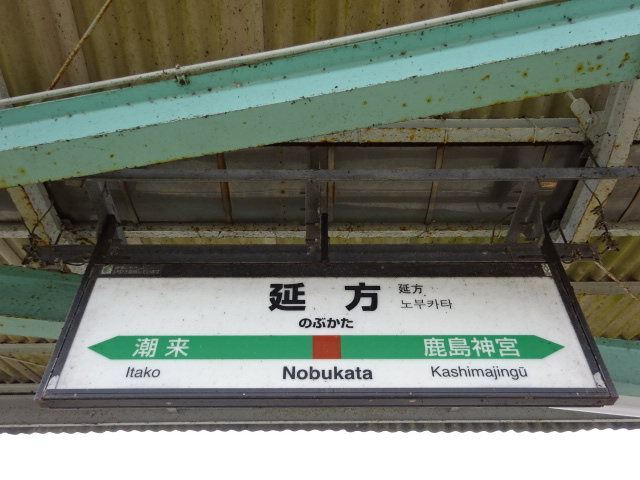 延方
延方
노부카타
のぶかた
潮来 鹿島神宮
Itako Nobukata Kashimajingū